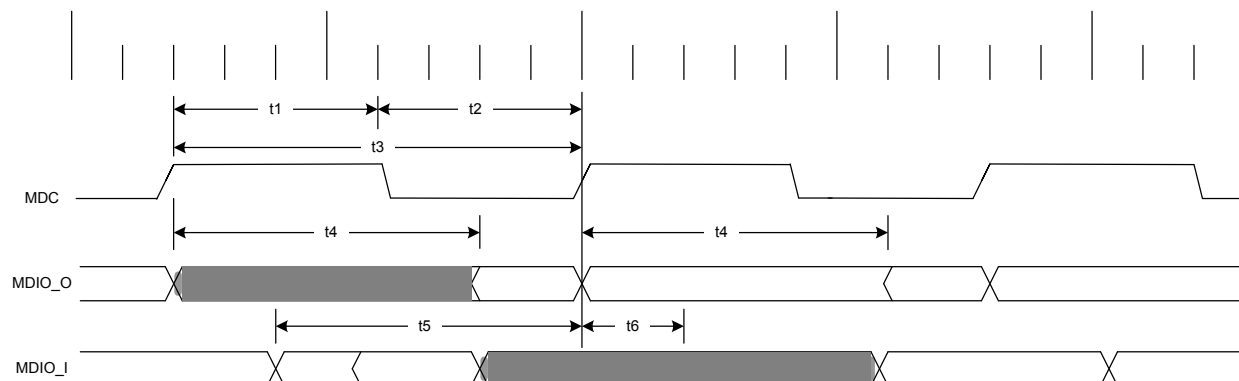 t1 t2
t3
MDC
t4 t4
MDIO_O
t5 t6
MDIO_I